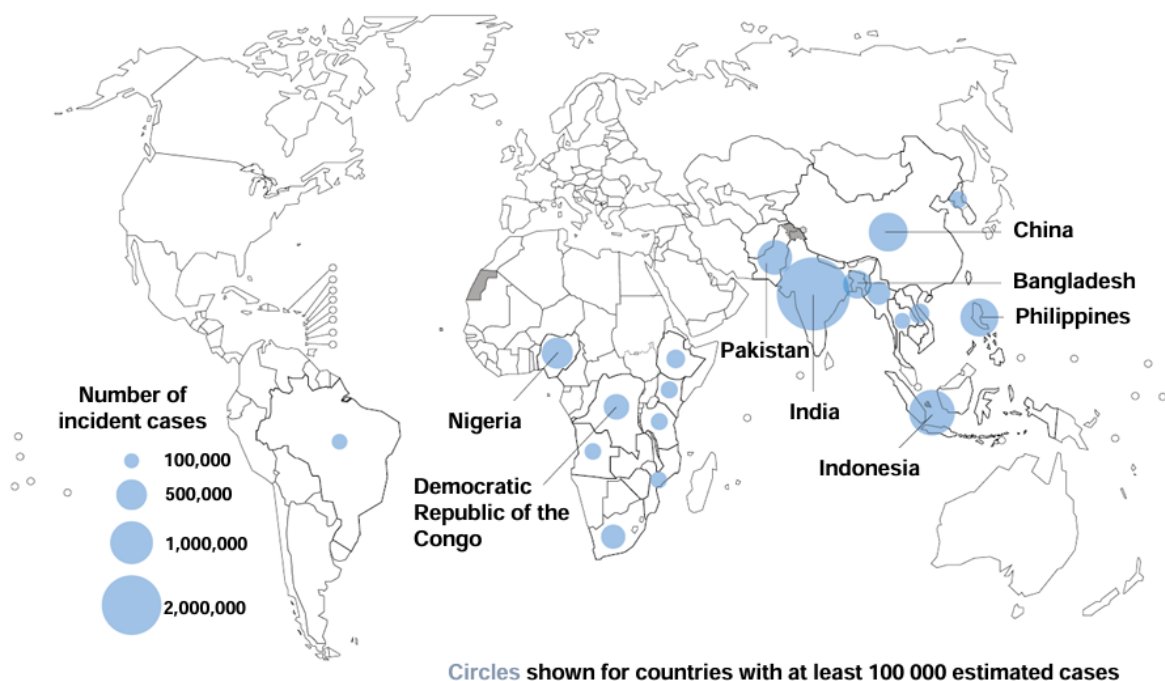 China
Bangladesh
Philippines
Pakistan
India
Indonesia
Nigeria
Democratic
Republic of the
Congo
Number of
incident cases
100,000
500,000
1,000,000
2,000,000
Circles shown for countries with at least 100 000 estimated cases